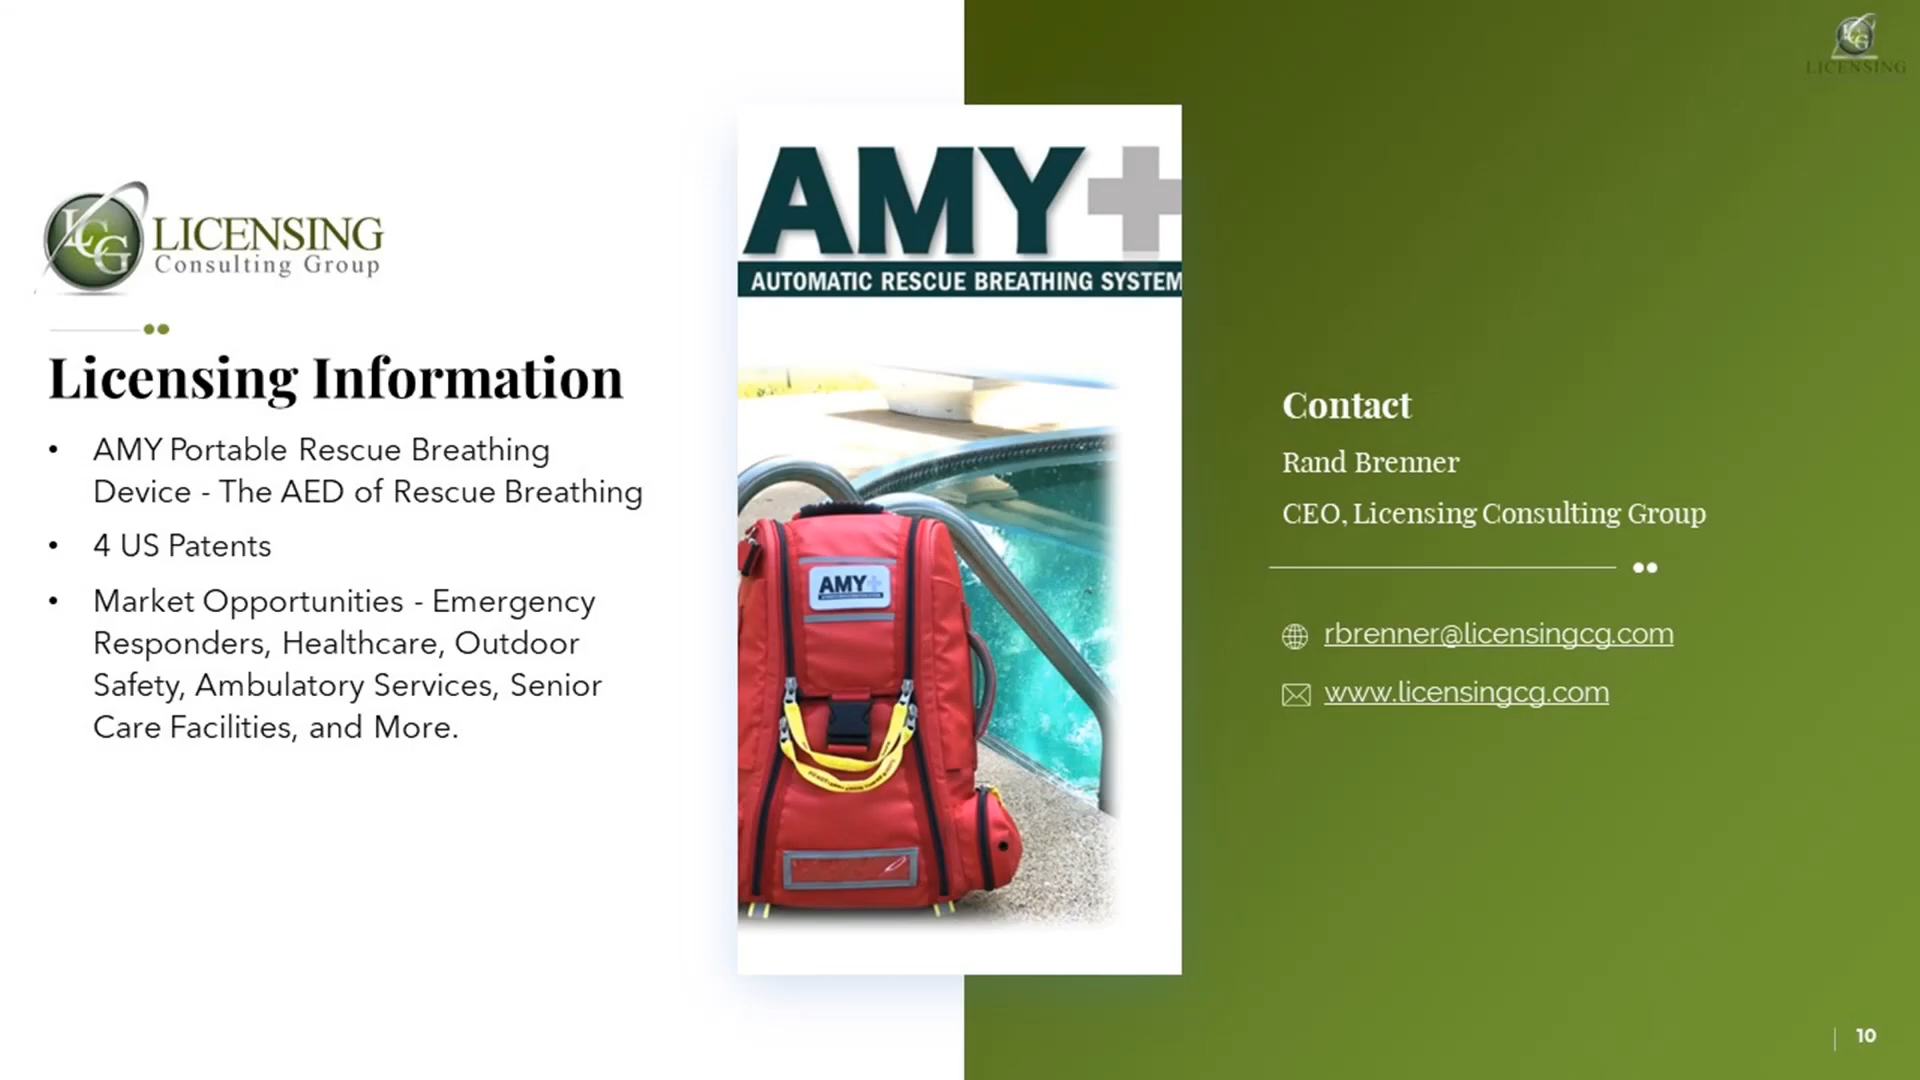 LCG
LICENSING
LCG
LICENSING
Consulting Group
Licensing Information
• AMY Portable Rescue Breathing
Device - The AED of Rescue Breathing
• 4 US Patents
• Market Opportunities - Emergency
Responders, Healthcare, Outdoor
Safety, Ambulatory Services, Senior
Care Facilities, and More.
AMY+
AUTOMATIC RESCUE BREATHING SYSTEM
AMY+
Contact
Rand Brenner
CEO, Licensing Consulting Group
rbrenner@licensingcg.com
www.licensingcg.com
10